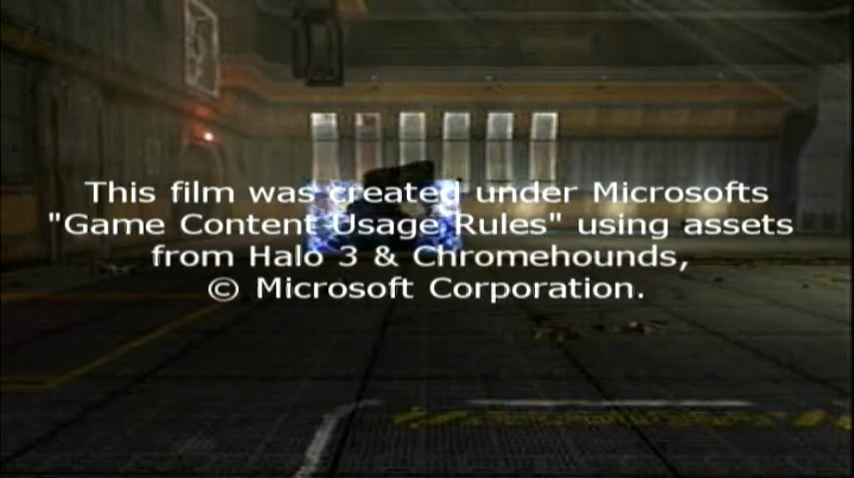 This film was created under Microsofts
"Game Content Usage Rules" using assets
from Halo 3 & Chromehounds,
© Microsoft Corporation.